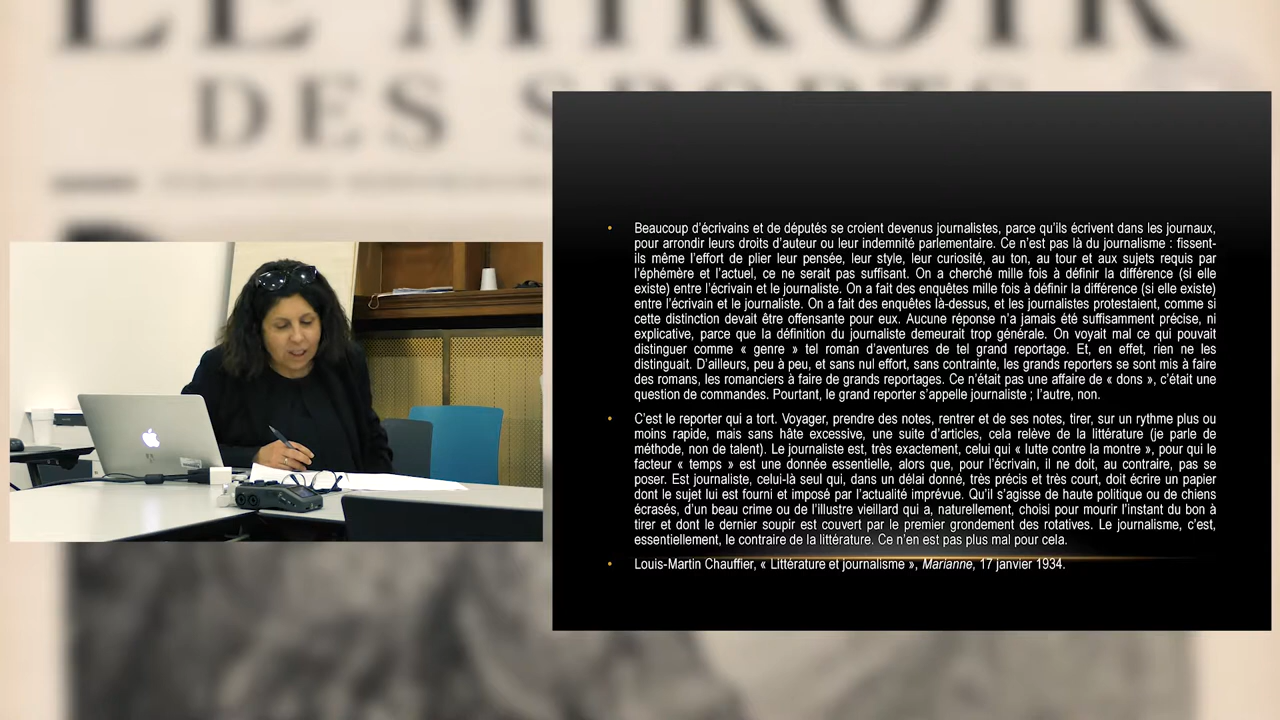 LE MIROIR
DES SPORTS
• Beaucoup d'écrivains et de députés se croient devenus journalistes, parce qu'ils écrivent dans les journaux,
pour arrondir leurs droits d'auteur ou leur indemnité parlementaire. Ce n'est pas là du journalisme : fissent-
ils même l'effort de plier leur pensée, leur style, leur curiosité, au ton, au tour et aux sujets requis par
l'éphémère et l'actuel, ce ne serait pas suffisant. On a cherché mille fois à définir la différence (si elle
existe) entre l'écrivain et le journaliste. On a fait des enquêtes mille fois à définir la différence (si elle existe)
entre l'écrivain et le journaliste. On a fait des enquêtes là-dessus, et les journalistes protestaient, comme si
cette distinction devait être offensante pour eux. Aucune réponse n'a jamais été suffisamment précise, ni
explicative, parce que la définition du journaliste demeurait trop générale. On voyait mal ce qui pouvait
distinguer comme « genre » tel roman d'aventures de tel grand reportage. Et, en effet, rien ne les
distinguait. D'ailleurs, peu à peu, et sans nul effort, sans contrainte, les grands reporters se sont mis à faire
des romans, les romanciers à faire de grands reportages. Ce n'était pas une affaire de « dons », c'était une
question de commandes. Pourtant, le grand reporter s'appelle journaliste ; l'autre, non.
• C'est le reporter qui a tort. Voyager, prendre des notes, rentrer et de ses notes, tirer, sur un rythme plus ou
moins rapide, mais sans hâte excessive, une suite d'articles, cela relève de la littérature (je parle de
méthode, non de talent). Le journaliste est, très exactement, celui qui « lutte contre la montre », pour qui le
facteur « temps » est une donnée essentielle, alors que, pour l'écrivain, il ne doit, au contraire, pas se
poser. Est journaliste, celui-là seul qui, dans un délai donné, très précis et très court, doit écrire un papier
dont le sujet lui est fourni et imposé par l'actualité imprévue. Qu'il s'agisse de haute politique ou de chiens
écrasés, d'un beau crime ou de l'illustre vieillard qui a, naturellement, choisi pour mourir l'instant du bon à
tirer et dont le dernier soupir est couvert par le premier grondement des rotatives. Le journalisme, c'est,
essentiellement, le contraire de la littérature. Ce n'en est pas plus mal pour cela.
• Louis-Martin Chauffier, « Littérature et journalisme », Marianne, 17 janvier 1934.